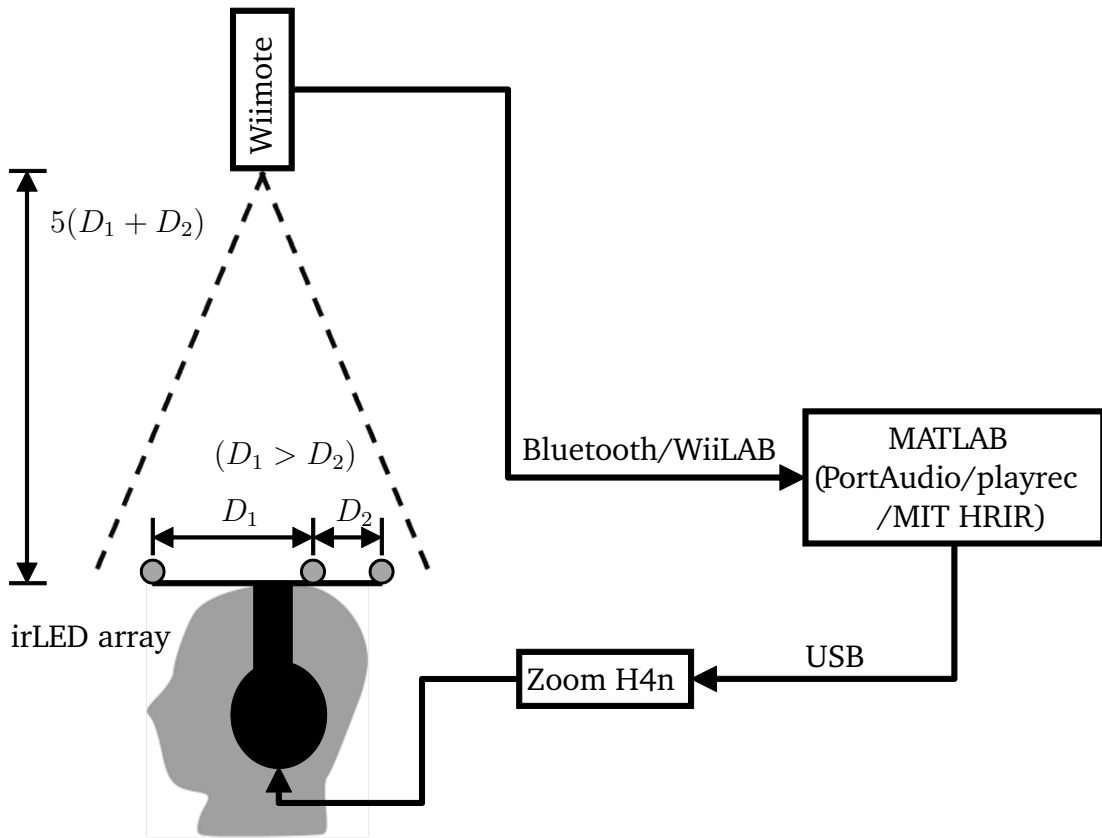 Wiimote
5(D₁ + D₂)
(D₁ > D₂)
Bluetooth/WiiLAB
MATLAB
(PortAudio/playrec
/MIT HRIR)
D₁
D₂
irLED array
USB
Zoom H4n